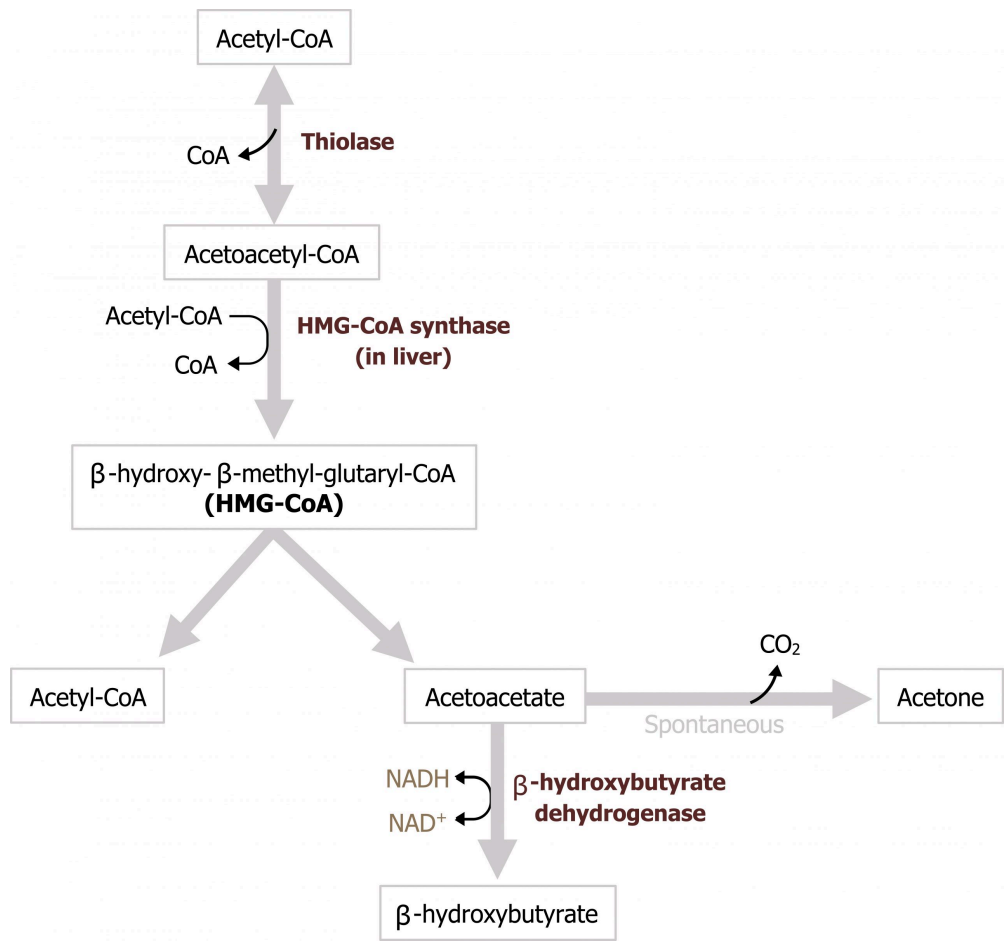 Acetyl-CoA
Thiolase
CoA
Acetoacetyl-CoA
Acetyl-CoA
HMG-CoA synthase
(in liver)
CoA
β-hydroxy- β-methyl-glutaryl-CoA
(HMG-CoA)
CO₂
Acetyl-CoA
Acetoacetate
Acetone
Spontaneous
NADH
β-hydroxybutyrate
dehydrogenase
NAD⁺
β-hydroxybutyrate